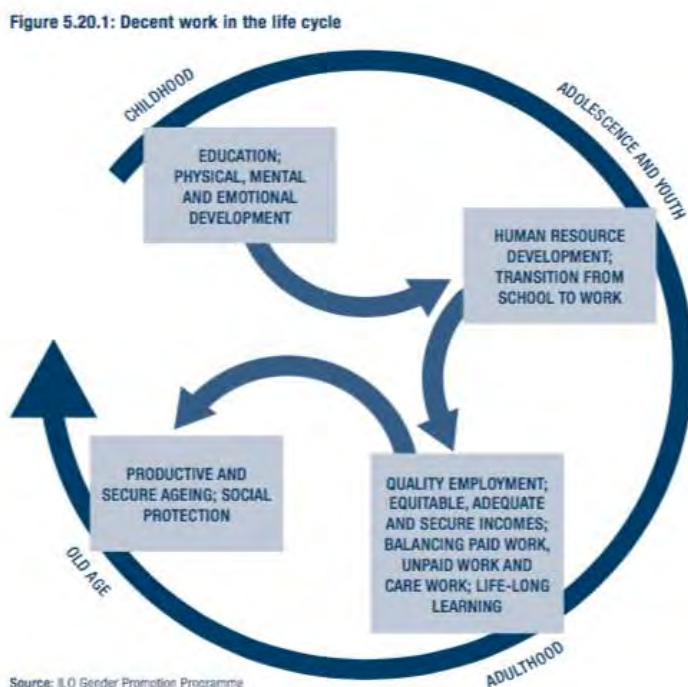 Figure 5.20.1: Decent work in the life cycle
CHILDHOOD
ADOLESCENCE AND YOUTH
EDUCATION;
PHYSICAL, MENTAL
AND EMOTIONAL
DEVELOPMENT
HUMAN RESOURCE
DEVELOPMENT;
TRANSITION FROM
SCHOOL TO WORK
QUALITY EMPLOYMENT;
EQUITABLE, ADEQUATE
AND SECURE INCOMES;
BALANCING PAID WORK,
UNPAID WORK AND
CARE WORK; LIFE-LONG
LEARNING
ADULTHOOD
PRODUCTIVE AND
SECURE AGEING; SOCIAL
PROTECTION
OLD AGE
Source: ILO Gender Promotion Programme